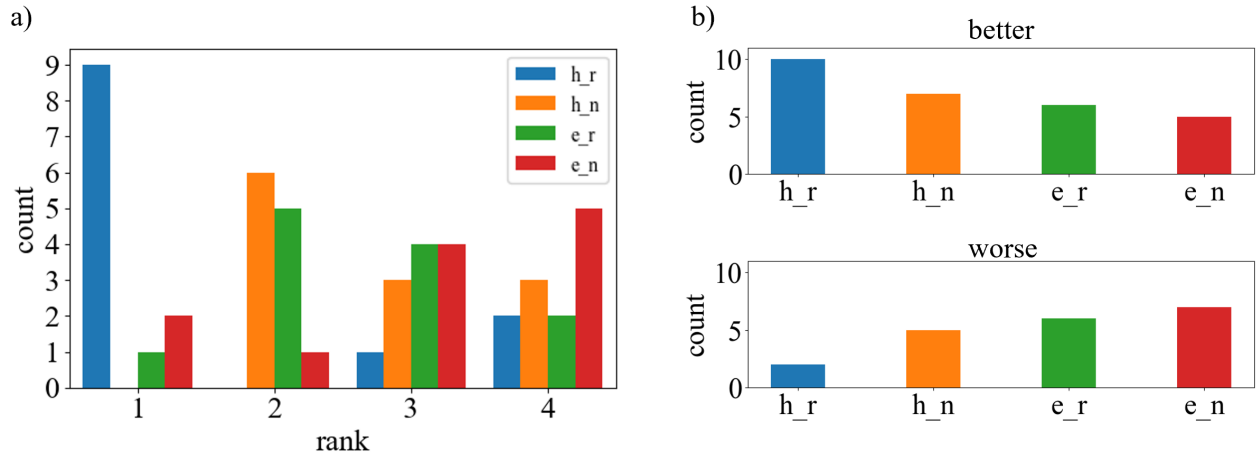 a)
9
8
7
6
5
4
3
2
1
0
count
1 2 3 4
rank
h_r
h_n
e_r
e_n
b)
better
10
5
0
count
h_r h_n e_r e_n
worse
10
5
0
count
h_r h_n e_r e_n